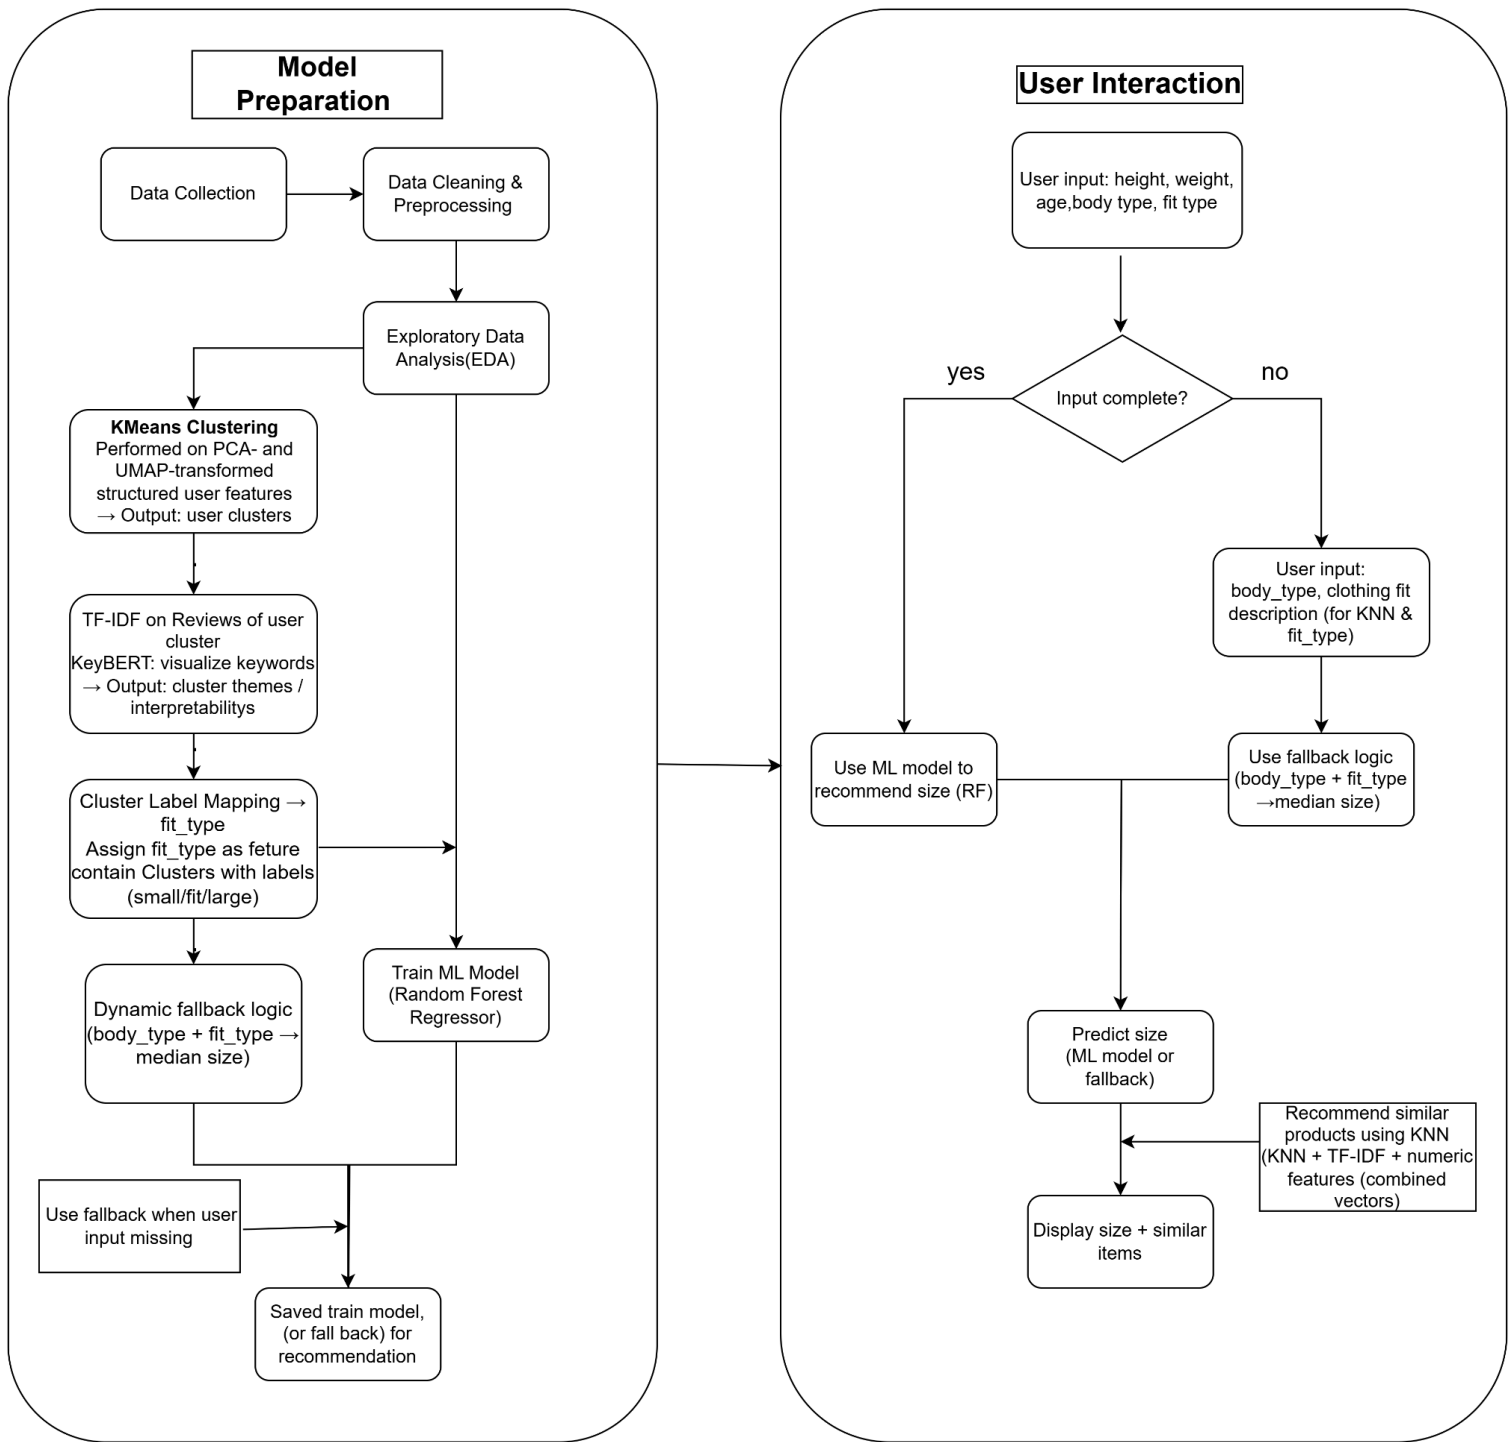 Model
Preparation
Data Collection
Data Cleaning &
Preprocessing
Exploratory Data
Analysis(EDA)
KMeans Clustering
Performed on PCA- and
UMAP-transformed
structured user features
→ Output: user clusters
TF-IDF on Reviews of user
cluster
KeyBERT: visualize keywords
→ Output: cluster themes /
interpretabilitys
Cluster Label Mapping →
fit_type
Assign fit_type as feture
contain Clusters with labels
(small/fit/large)
Dynamic fallback logic
(body_type + fit_type →
median size)
Train ML Model
(Random Forest
Regressor)
Use fallback when user
input missing
Saved train model,
(or fall back) for
recommendation
User Interaction
User input: height, weight,
age,body type, fit type
Input complete?
yes
no
User input:
body_type, clothing fit
description (for KNN &
fit_type)
Use ML model to
recommend size (RF)
Use fallback logic
(body_type + fit_type
→median size)
Predict size
(ML model or
fallback)
Recommend similar
products using KNN
(KNN + TF-IDF + numeric
features (combined
vectors)
Display size + similar
items